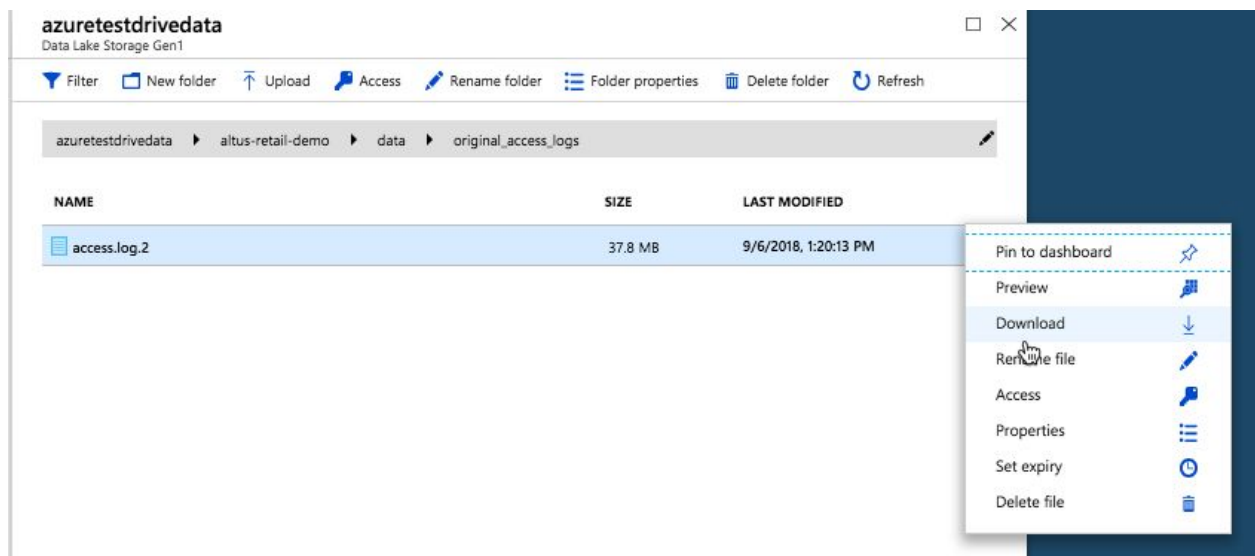 azuretestdrivedata
Data Lake Storage Gen1
Filter New folder Upload Access Rename folder Folder properties Delete folder Refresh
azuretestdrivedata altus-retail-demo data original_access_logs
NAME SIZE LAST MODIFIED
access.log.2 37.8 MB 9/6/2018, 1:20:13 PM
Pin to dashboard
Preview
Download
Rename file
Access
Properties
Set expiry
Delete file